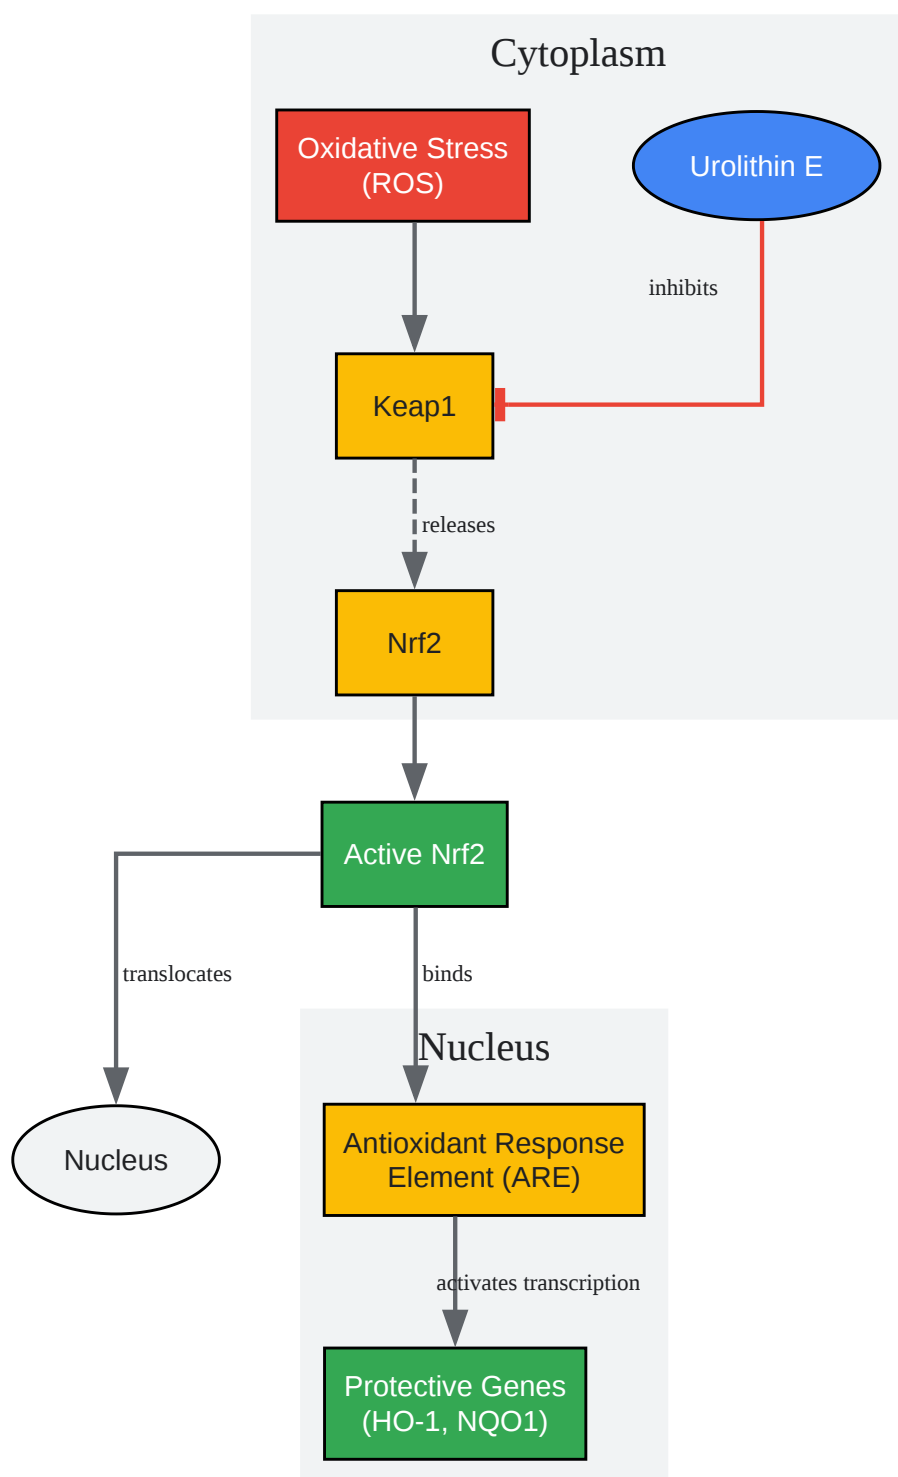 Cytoplasm
Oxidative Stress
(ROS)
Urolithin E
inhibits
Keap1
releases
Nrf2
Active Nrf2
translocates
binds
Nucleus
Antioxidant Response
Element (ARE)
Nucleus
activates transcription
Protective Genes
(HO-1, NQO1)